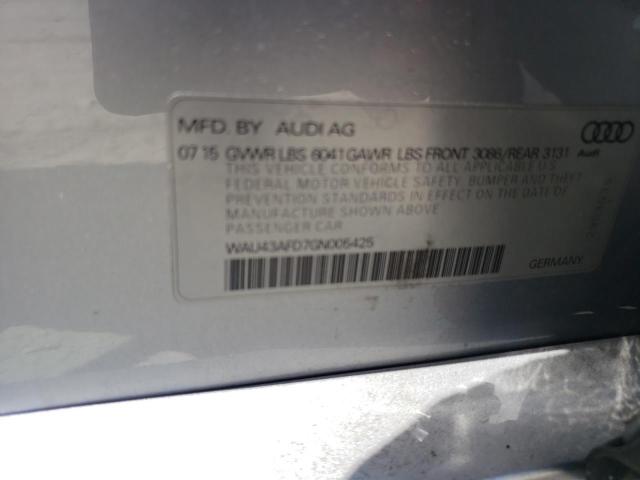 MFD. BY AUDI AG
07 15 GVWR LBS 6041 GAWR LBS FRONT 3086/REAR 3131
Audi
THIS VEHICLE CONFORMS TO ALL APPLICABLE U.S.
FEDERAL MOTOR VEHICLE SAFETY, BUMPER AND THEFT
PREVENTION STANDARDS IN EFFECT ON THE DATE OF
MANUFACTURE SHOWN ABOVE
PASSENGER CAR
WAU43AFD7GN005425
GERMANY